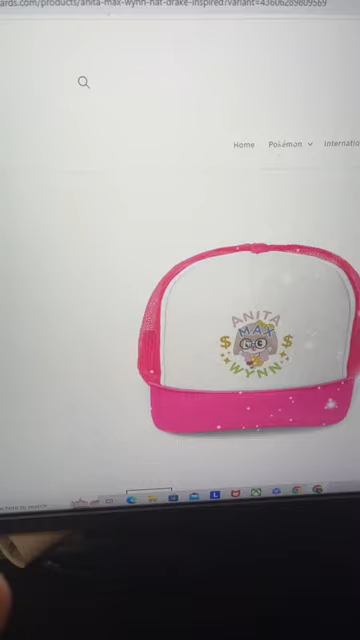 ards.com/products/anita-max-wynn-hat-drake-inspired?variant=43606289809569
Home Pokémon Internatio
ANITA
MAX
$ $
WYNN